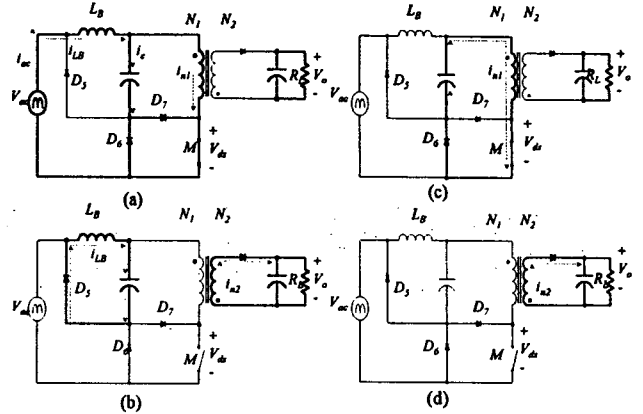 L_B N_1 N_2
i_ac i_LB i_c i_n1 R_L + V_o -
D_5 D_7
V_ac
D_6 M + V_ds -
(a)
L_B N_1 N_2
i_n1 R_L + V_o -
D_5 D_7
V_ac
D_6 M + V_ds -
(c)
L_B N_1 N_2
i_LB i_n2 + V_o -
D_5 D_7
V_ac
M + V_ds -
(b)
L_B N_1 N_2
i_n2 + V_o -
D_5 D_7
V_ac
D_6 M + V_ds -
(d)